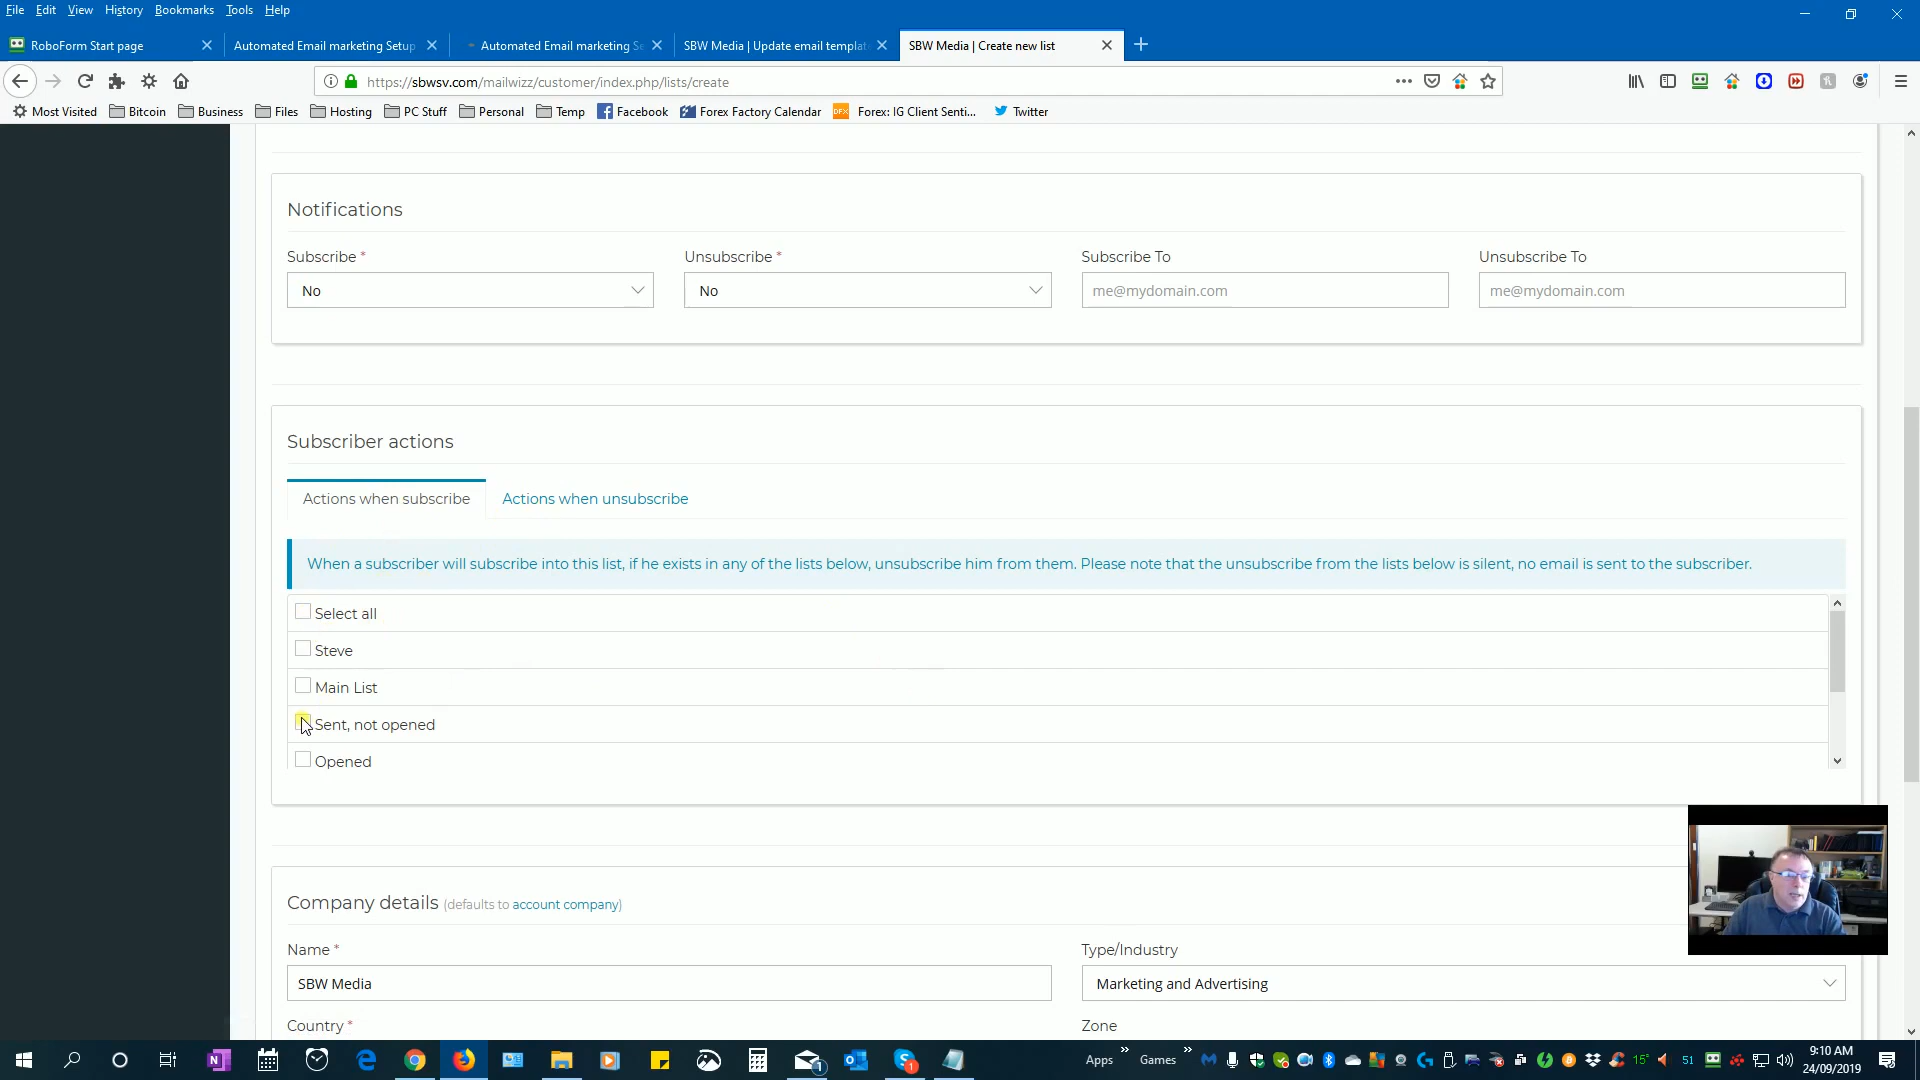 File Edit View History Bookmarks Tools Help
RoboForm Start page
Automated Email marketing Setup
Automated Email marketing Se
SBW Media | Update email templat
SBW Media | Create new list
https://sbwsv.com/mailwizz/customer/index.php/lists/create
Most Visited Bitcoin Business Files Hosting PC Stuff Personal Temp Facebook Forex Factory Calendar Forex: IG Client Senti... Twitter
Notifications
Subscribe * Unsubscribe * Subscribe To Unsubscribe To
No No me@mydomain.com me@mydomain.com
Subscriber actions
Actions when subscribe Actions when unsubscribe
When a subscriber will subscribe into this list, if he exists in any of the lists below, unsubscribe him from them. Please note that the unsubscribe from the lists below is silent, no email is sent to the subscriber.
Select all
Steve
Main List
Sent, not opened
Opened
Company details (defaults to account company)
Name * Type/Industry
SBW Media Marketing and Advertising
Country * Zone
Apps Games 15° 51 9:10 AM
24/09/2019